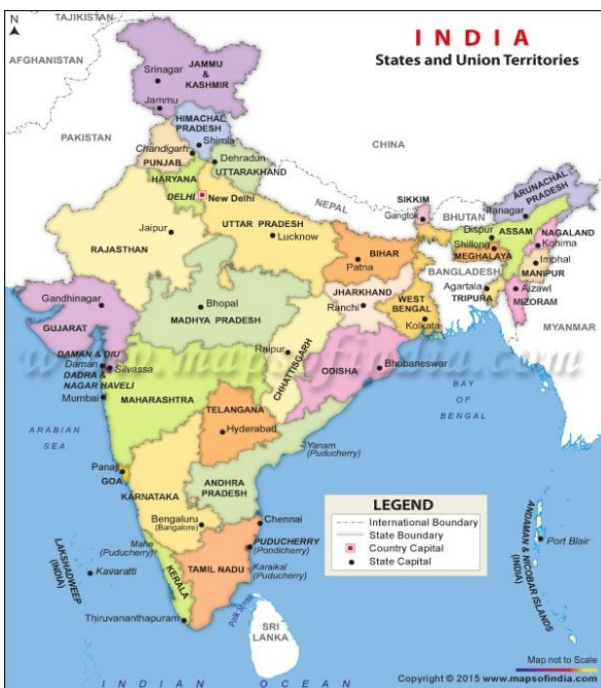 N
TAJIKISTAN
INDIA
States and Union Territories
AFGHANISTAN
Srinagar
JAMMU
&
KASHMIR
Jammu
HIMACHAL
PRADESH
Shimla
PAKISTAN
Chandigarh
PUNJAB
Dehradun
UTTARAKHAND
CHINA
HARYANA
DELHI
New Delhi
NEPAL
SIKKIM
Gangtok
BHUTAN
ARUNACHAL
PRADESH
Itanagar
Jaipur
RAJASTHAN
UTTAR PRADESH
Lucknow
Dispur
ASSAM
NAGALAND
Kohima
Shillong
MEGHALAYA
Imphal
MANIPUR
BIHAR
Patna
BANGLADESH
Agartala
TRIPURA
Aizawl
MIZORAM
MYANMAR
Gandhinagar
GUJARAT
Bhopal
MADHYA PRADESH
JHARKHAND
Ranchi
WEST
BENGAL
Kolkata
www.mapsofindia.com
DAMAN & DIU
Daman
Silvassa
DADRA &
NAGAR HAVELI
Mumbai
MAHARASHTRA
Raipur
CHHATTISGARH
ODISHA
Bhubaneswar
BAY
OF
BENGAL
ARABIAN
SEA
TELANGANA
Hyderabad
Yanam
(Puducherry)
Panaji
GOA
KARNATAKA
ANDHRA
PRADESH
Bengaluru
(Bangalore)
Chennai
Mahe
(Puducherry)
PUDUCHERRY
(Pondicherry)
Karaikal
(Puducherry)
TAMIL NADU
KERALA
LAKSHADWEEP
(INDIA)
Kavaratti
Thiruvananthapuram
Palk Strait
SRI
LANKA
LEGEND
International Boundary
State Boundary
Country Capital
State Capital
ANDAMAN & NICOBAR ISLANDS
(INDIA)
Port Blair
INDIAN OCEAN
Map not to Scale
Copyright © 2015 www.mapsofindia.com